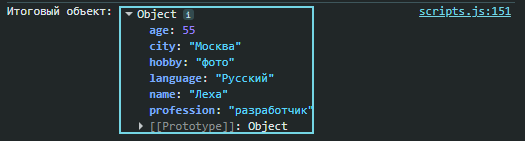 Итоговый объект: ▼ Object i scripts.js:151
age: 55
city: "Москва"
hobby: "фото"
language: "Русский"
name: "Леха"
profession: "разработчик"
▶ [[Prototype]]: Object